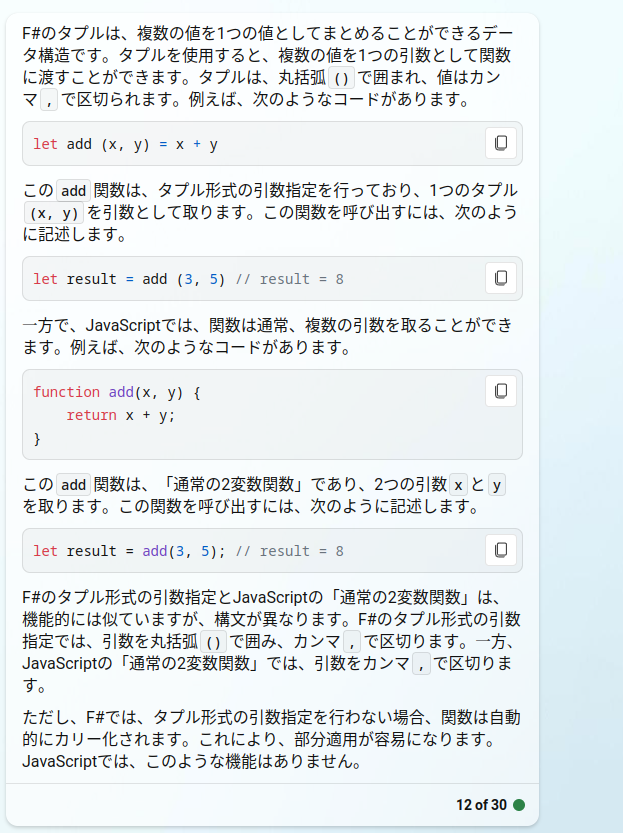 F#のタプルは、複数の値を1つの値としてまとめることができるデー
タ構造です。タプルを使用すると、複数の値を1つの引数として関数
に渡すことができます。タプルは、丸括弧 () で囲まれ、値はカン
マ , で区切られます。例えば、次のようなコードがあります。
let add (x, y) = x + y
この add 関数は、タプル形式の引数指定を行っており、1つのタプル
(x, y) を引数として取ります。この関数を呼び出すには、次のよう
に記述します。
let result = add (3, 5) // result = 8
一方で、JavaScriptでは、関数は通常、複数の引数を取ることができ
ます。例えば、次のようなコードがあります。
function add(x, y) {
    return x + y;
}
この add 関数は、「通常の2変数関数」であり、2つの引数 x と y
を取ります。この関数を呼び出すには、次のように記述します。
let result = add(3, 5); // result = 8
F#のタプル形式の引数指定とJavaScriptの「通常の2変数関数」は、
機能的には似ていますが、構文が異なります。F#のタプル形式の引数
指定では、引数を丸括弧 () で囲み、カンマ , で区切ります。一方、
JavaScriptの「通常の2変数関数」では、引数をカンマ , で区切りま
す。
ただし、F#では、タプル形式の引数指定を行わない場合、関数は自動
的にカリー化されます。これにより、部分適用が容易になります。
JavaScriptでは、このような機能はありません。
12 of 30